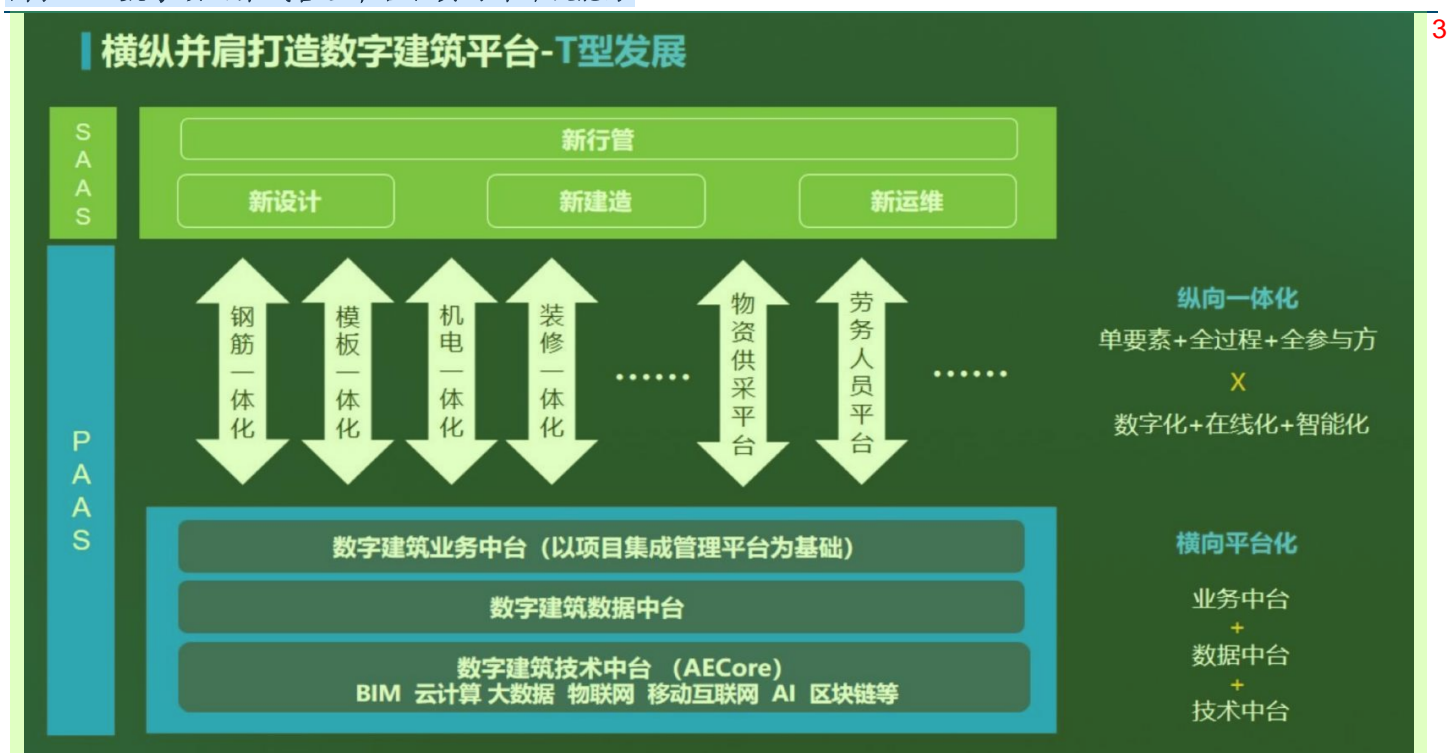 3
横纵并肩打造数字建筑平台-T型发展
SAAS
新行管
新设计
新建造
新运维
PAAS
钢筋一体化
模板一体化
机电一体化
装修一体化
……
物资供采平台
劳务人员平台
……
纵向一体化
单要素+全过程+全参与方
X
数字化+在线化+智能化
数字建筑业务中台（以项目集成管理平台为基础）
数字建筑数据中台
数字建筑技术中台 （AECore）
BIM 云计算 大数据 物联网 移动互联网 AI 区块链等
横向平台化
业务中台
+
数据中台
+
技术中台